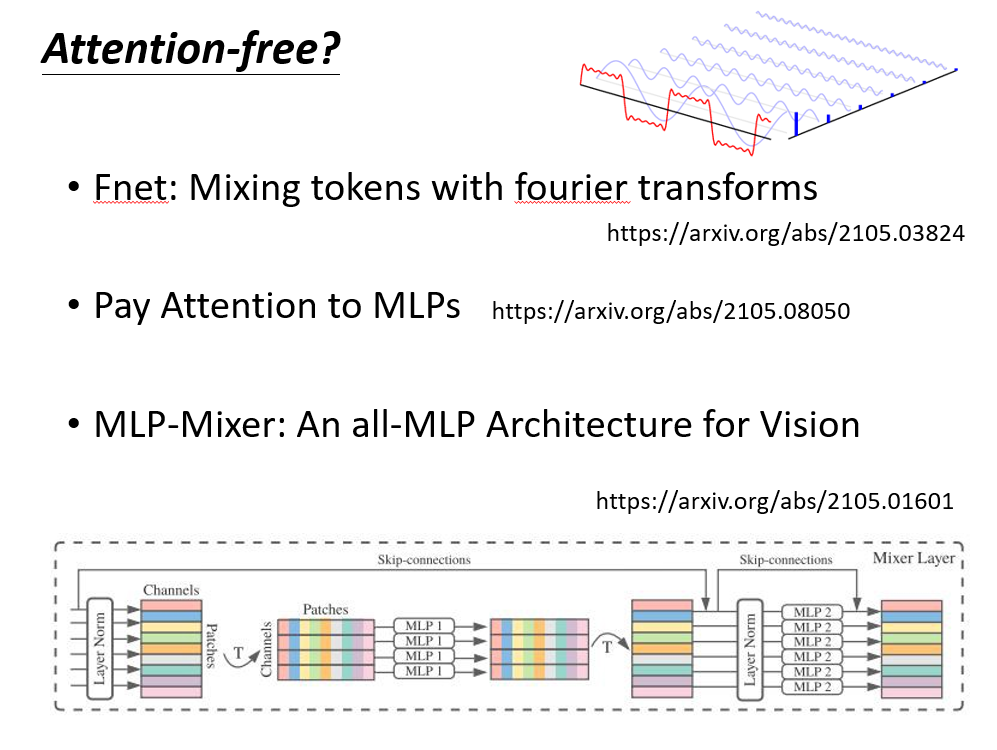 Attention-free?
• Fnet: Mixing tokens with fourier transforms
https://arxiv.org/abs/2105.03824
• Pay Attention to MLPs https://arxiv.org/abs/2105.08050
• MLP-Mixer: An all-MLP Architecture for Vision
https://arxiv.org/abs/2105.01601
Skip-connections
Skip-connections
Mixer Layer
Layer Norm
Channels
Patches
T
Channels
Patches
MLP 1
MLP 1
MLP 1
MLP 1
T
Layer Norm
MLP 2
MLP 2
MLP 2
MLP 2
MLP 2
MLP 2